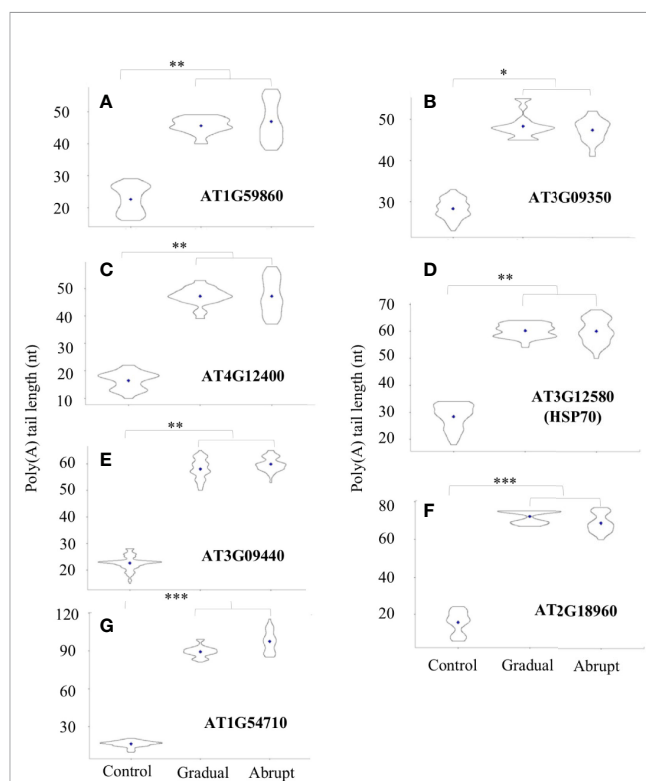 **
A
50
40
30
20
AT1G59860
*
B
50
40
30
AT3G09350
**
C
50
40
30
20
10
AT4G12400
**
D
70
60
50
40
30
20
AT3G12580
(HSP70)
Poly(A) tail length (nt)
Poly(A) tail length (nt)
**
E
60
50
40
30
20
AT3G09440
***
F
80
60
40
20
AT2G18960
Control Gradual Abrupt
***
G
120
90
60
30
AT1G54710
Control Gradual Abrupt